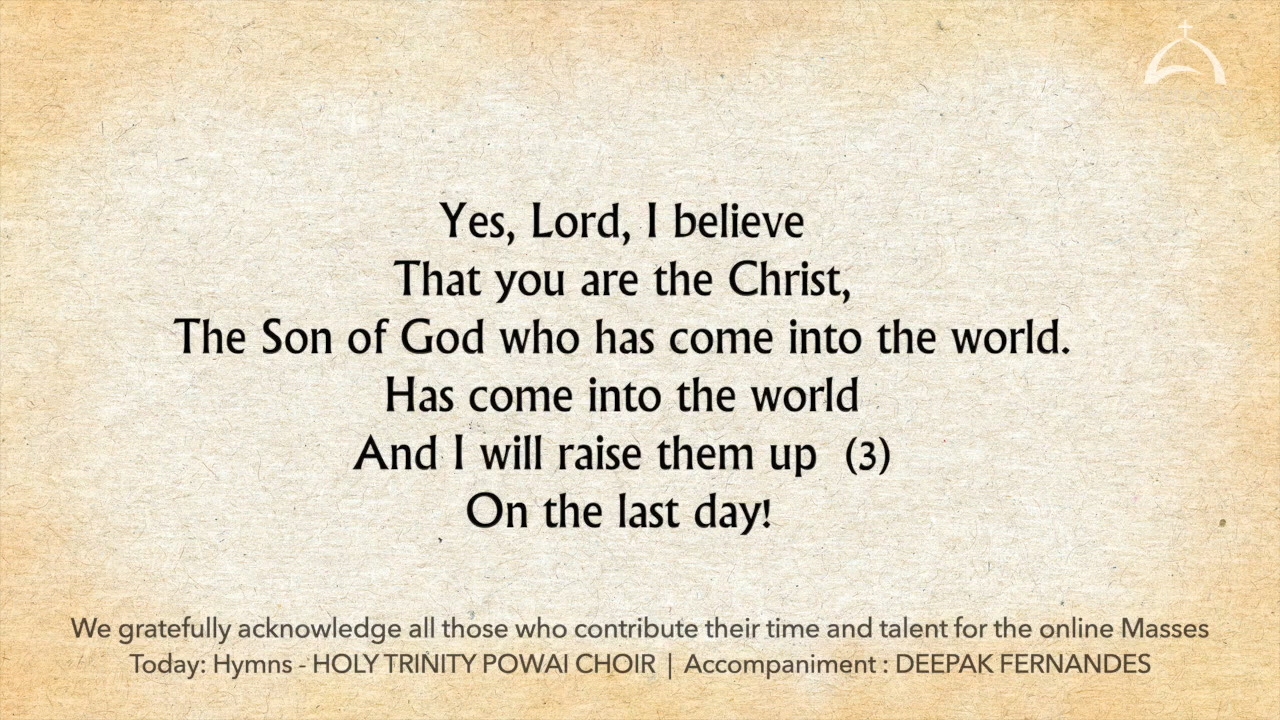 Yes, Lord, I believe
That you are the Christ,
The Son of God who has come into the world.
Has come into the world
And I will raise them up (3)
On the last day!
We gratefully acknowledge all those who contribute their time and talent for the online Masses
Today: Hymns - HOLY TRINITY POWAI CHOIR | Accompaniment : DEEPAK FERNANDES